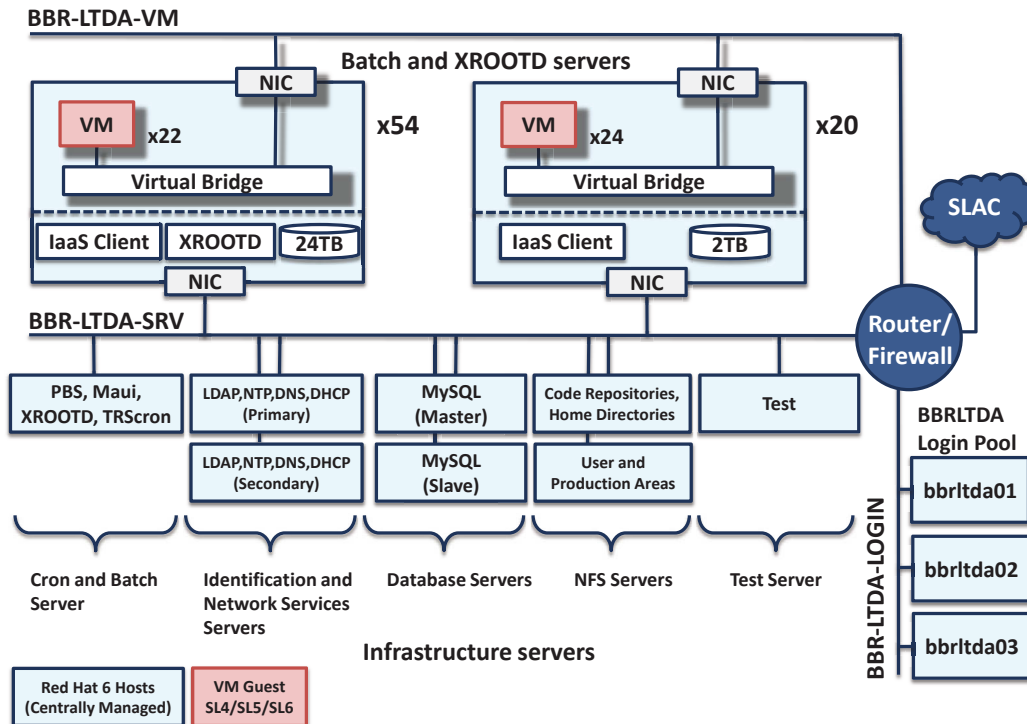 BBR-LTDA-VM
Batch and XROOTD servers
NIC
NIC
VM
x22
x54
VM
x24
x20
Virtual Bridge
Virtual Bridge
SLAC
IaaS Client
XROOTD
24TB
IaaS Client
2TB
NIC
NIC
BBR-LTDA-SRV
Router/
Firewall
PBS, Maui,
XROOTD, TRScron
LDAP,NTP,DNS,DHCP
(Primary)
MySQL
(Master)
Code Repositories,
Home Directories
Test
LDAP,NTP,DNS,DHCP
(Secondary)
MySQL
(Slave)
User and
Production Areas
BBRLTDA
Login Pool
bbrltda01
bbrltda02
bbrltda03
BBR-LTDA-LOGIN
Cron and Batch
Server
Identification and
Network Services
Servers
Database Servers
NFS Servers
Test Server
Infrastructure servers
Red Hat 6 Hosts
(Centrally Managed)
VM Guest
SL4/SL5/SL6